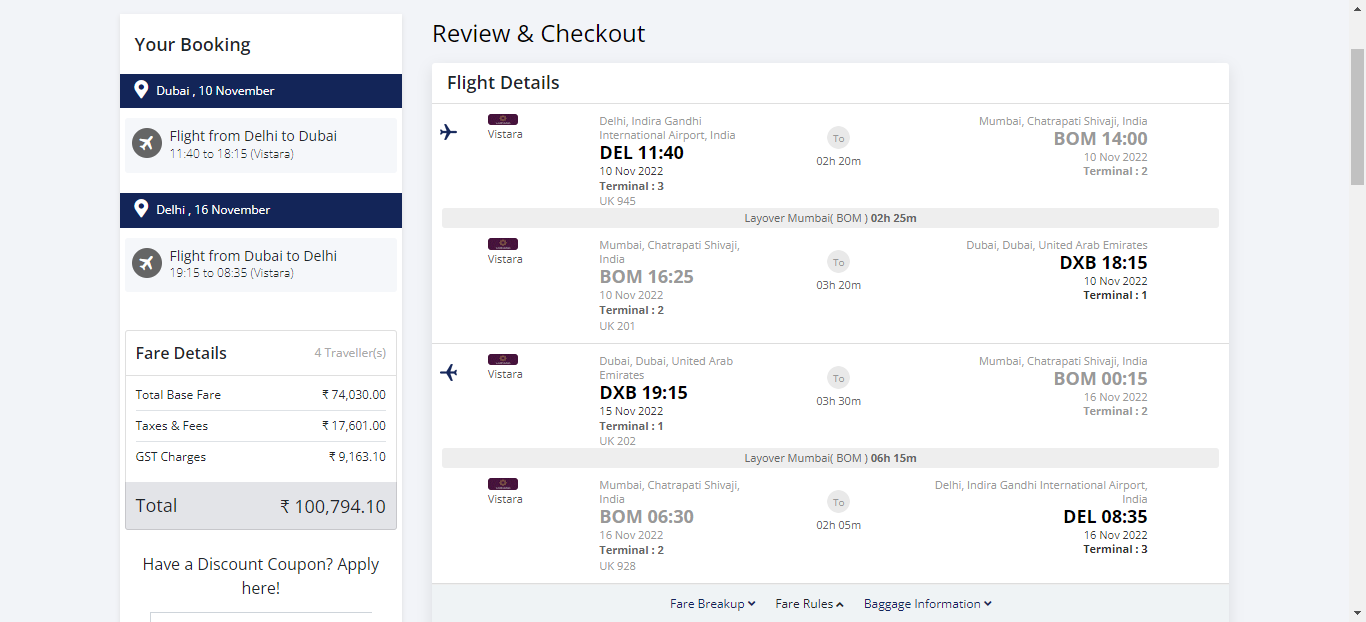 Your Booking
Dubai , 10 November
Flight from Delhi to Dubai
11:40 to 18:15 (Vistara)
Delhi , 16 November
Flight from Dubai to Delhi
19:15 to 08:35 (Vistara)
Fare Details 4 Traveller(s)
Total Base Fare ₹ 74,030.00
Taxes & Fees ₹ 17,601.00
GST Charges ₹ 9,163.10
Total ₹ 100,794.10
Have a Discount Coupon? Apply
here!
Review & Checkout
Flight Details
Vistara
Delhi, Indira Gandhi
International Airport, India
DEL 11:40
10 Nov 2022
Terminal : 3
UK 945
To
02h 20m
Mumbai, Chatrapati Shivaji, India
BOM 14:00
10 Nov 2022
Terminal : 2
Layover Mumbai( BOM ) 02h 25m
Vistara
Mumbai, Chatrapati Shivaji,
India
BOM 16:25
10 Nov 2022
Terminal : 2
UK 201
To
03h 20m
Dubai, Dubai, United Arab Emirates
DXB 18:15
10 Nov 2022
Terminal : 1
Vistara
Dubai, Dubai, United Arab
Emirates
DXB 19:15
15 Nov 2022
Terminal : 1
UK 202
To
03h 30m
Mumbai, Chatrapati Shivaji, India
BOM 00:15
16 Nov 2022
Terminal : 2
Layover Mumbai( BOM ) 06h 15m
Vistara
Mumbai, Chatrapati Shivaji,
India
BOM 06:30
16 Nov 2022
Terminal : 2
UK 928
To
02h 05m
Delhi, Indira Gandhi International Airport,
India
DEL 08:35
16 Nov 2022
Terminal : 3
Fare Breakup Fare Rules Baggage Information